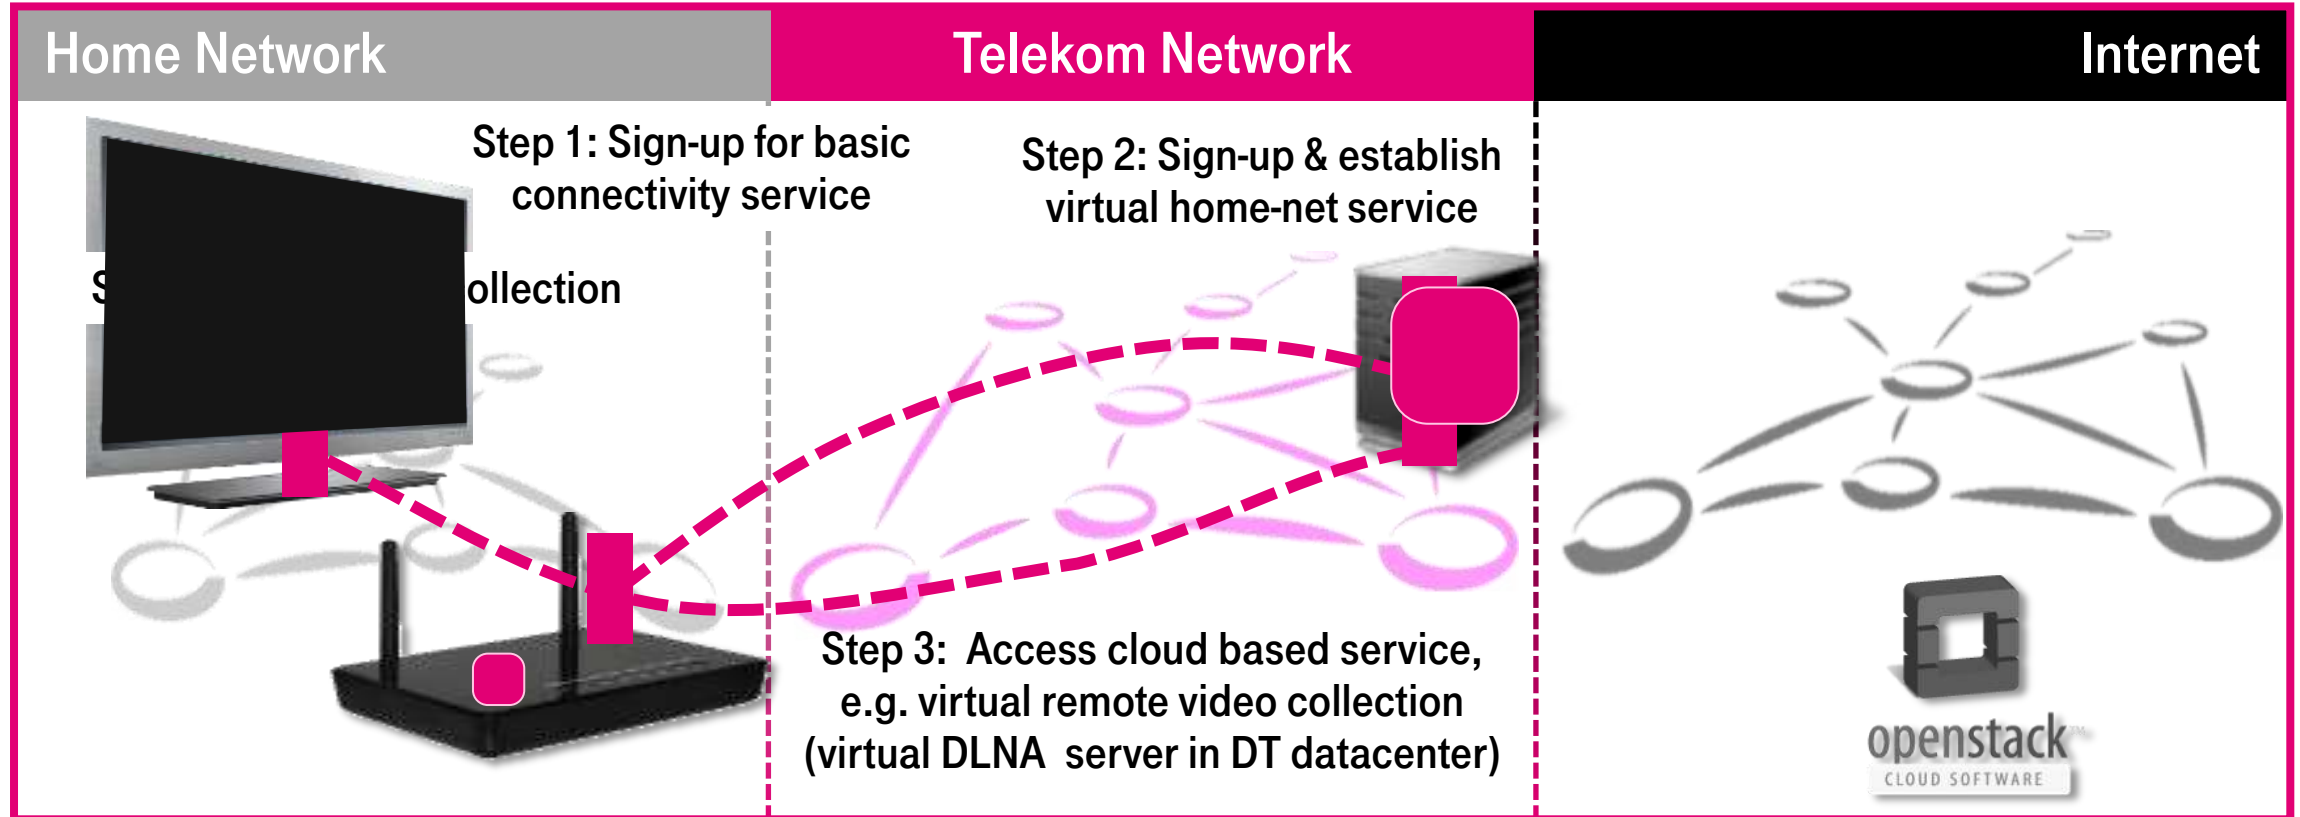 Home Network
Telekom Network
Internet
Step 1: Sign-up for basic
connectivity service
Step 2: Sign-up & establish
virtual home-net service
ollection
Step 3: Access cloud based service,
e.g. virtual remote video collection
(virtual DLNA server in DT datacenter)
openstack
CLOUD SOFTWARE